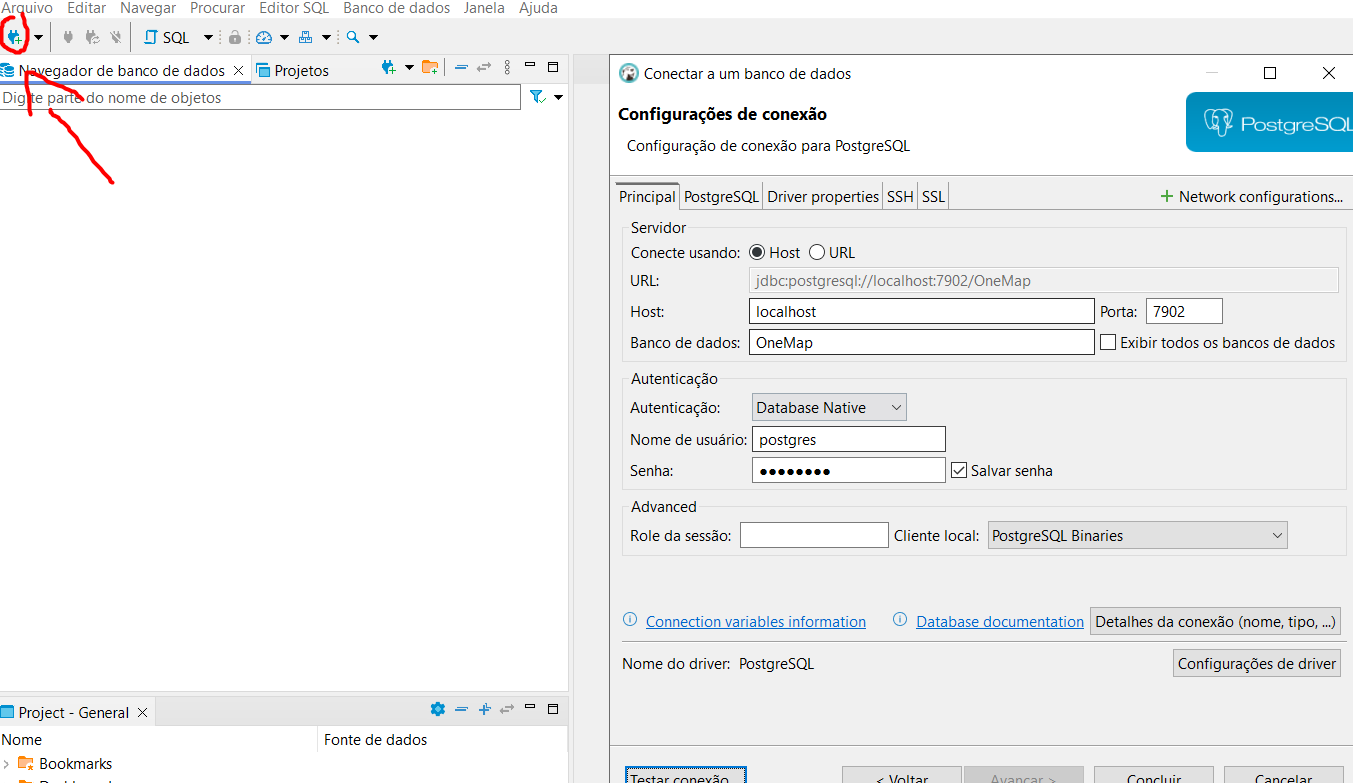 Arquivo Editar Navegar Procurar Editor SQL Banco de dados Janela Ajuda
SQL
Navegador de banco de dados Projetos
Digite parte do nome de objetos
Conectar a um banco de dados
Configurações de conexão
Configuração de conexão para PostgreSQL
PostgreSQL
Principal PostgreSQL Driver properties SSH SSL Network configurations...
Servidor
Conecte usando: Host URL
URL: jdbc:postgresql://localhost:7902/OneMap
Host: localhost Porta: 7902
Banco de dados: OneMap Exibir todos os bancos de dados
Autenticação
Autenticação: Database Native
Nome de usuário: postgres
Senha: ●●●●●●●● Salvar senha
Advanced
Role da sessão: Cliente local: PostgreSQL Binaries
Connection variables information Database documentation Detalhes da conexão (nome, tipo, ...)
Nome do driver: PostgreSQL Configurações de driver
Testar conexão ... < Voltar Avançar > Concluir Cancelar
Project - General
Nome Fonte de dados
Bookmarks